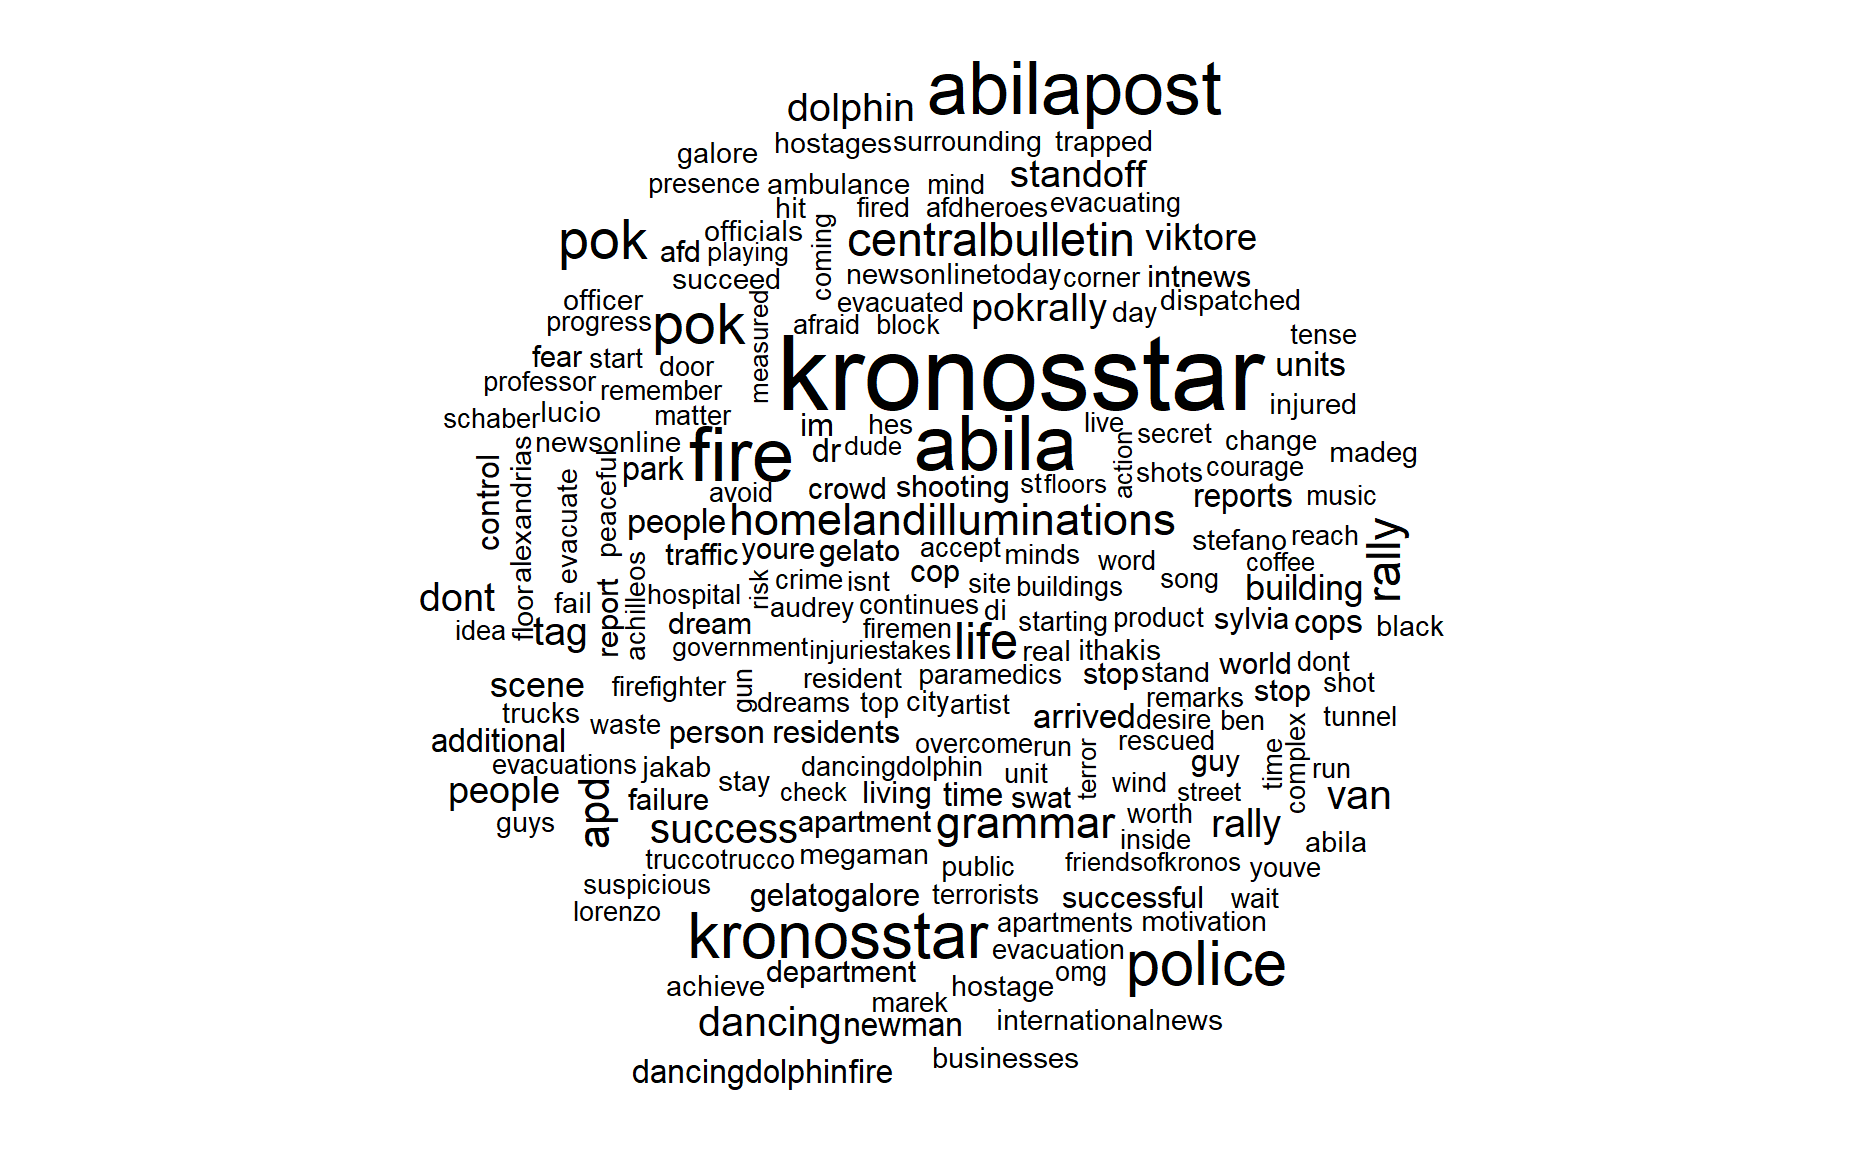 abilapost
dolphin
hostages surrounding trapped
galore
standoff
presence ambulance mind
hit fired afdheroes evacuating
officials
pok afd playing coming centralbulletin viktore
succeed newsonlinetoday corner intnews
officer evacuated pokrally day dispatched
progress pok measured afraid block
tense
fear start door kronosstar units
professor remember
schaber lucio matter im hes live injured
newsonline fire dr dude abila action secret change madeg
control alexandrias evacuate peaceful park shots courage
avoid crowd shooting st floors reports music
people homelandilluminations
traffic youre gelato accept minds word stefano reach rally
coffee
risk crime isnt cop site buildings song building
dont floor fail report achilleos hospital audrey continues di
idea tag dream firemen life starting product sylvia cops black
government injuries takes real ithakis
scene firefighter gun resident paramedics stop stand world dont
dreams top city artist remarks stop shot
trucks waste arrived desire ben tunnel
additional person residents overcome run rescued
evacuations jakab dancingdolphin unit terror guy time complex run
people apd stay check living time swat wind street van
failure
guys success apartment grammar worth rally
inside abila
truccotrucco megaman public friendsofkronos youve
suspicious gelatogalore terrorists successful wait
lorenzo
kronosstar apartments motivation
evacuation police
department omg
achieve hostage
marek
dancing newman internationalnews
businesses
dancingdolphinfire